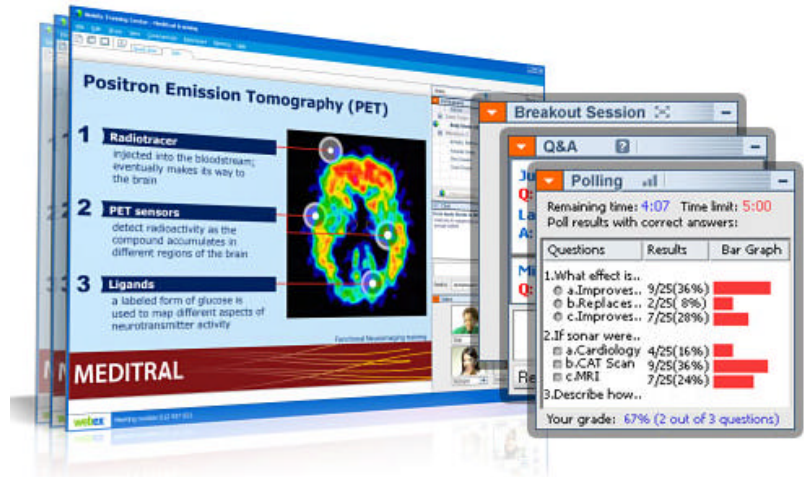 Positron Emission Tomography (PET)
1 Radiotracer
injected into the bloodstream;
eventually makes its way to
the brain
2 PET sensors
detect radioactivity as the
compound accumulates in
different regions of the brain
3 Ligands
a labeled form of glucose is
used to map different aspects of
neurotransmitter activity
Functional Neuroimaging training
MEDITRAL
webex
Breakout Session
Q&A
Q:
A:
Q:
Polling
Remaining time: 4:07 Time limit: 5:00
Poll results with correct answers:
Questions Results Bar Graph
1.What effect is..
a.Improves.. 9/25(36%)
b.Replaces.. 2/25( 8%)
c.Improves.. 7/25(28%)
2.If sonar were..
a.Cardiology 4/25(16%)
b.CAT Scan 9/25(36%)
c.MRI 7/25(24%)
3.Describe how..
Your grade: 67% (2 out of 3 questions)